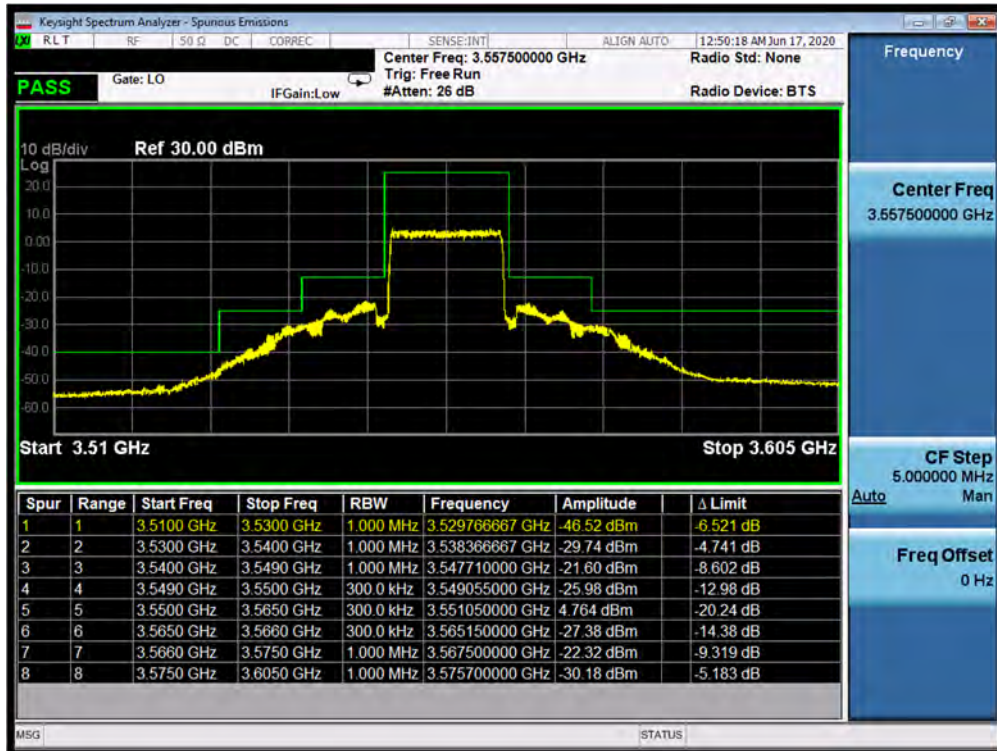 Keysight Spectrum Analyzer - Spurious Emissions
LXI RLT RF 50 Ω DC CORREC SENSE:INT ALIGN AUTO 12:50:18 AM Jun 17, 2020
Center Freq: 3.557500000 GHz Radio Std: None
PASS Gate: LO Trig: Free Run
IFGain:Low #Atten: 26 dB Radio Device: BTS
10 dB/div Ref 30.00 dBm
Log
20.0
10.0
0.00
-10.0
-20.0
-30.0
-40.0
-50.0
-60.0
Start 3.51 GHz Stop 3.605 GHz
Spur Range Start Freq Stop Freq RBW Frequency Amplitude Δ Limit
1 1 3.5100 GHz 3.5300 GHz 1.000 MHz 3.529766667 GHz -46.52 dBm -6.521 dB
2 2 3.5300 GHz 3.5400 GHz 1.000 MHz 3.538366667 GHz -29.74 dBm -4.741 dB
3 3 3.5400 GHz 3.5490 GHz 1.000 MHz 3.547710000 GHz -21.60 dBm -8.602 dB
4 4 3.5490 GHz 3.5500 GHz 300.0 kHz 3.549055000 GHz -25.98 dBm -12.98 dB
5 5 3.5500 GHz 3.5650 GHz 300.0 kHz 3.551050000 GHz 4.764 dBm -20.24 dB
6 6 3.5650 GHz 3.5660 GHz 300.0 kHz 3.565150000 GHz -27.38 dBm -14.38 dB
7 7 3.5660 GHz 3.5750 GHz 1.000 MHz 3.567500000 GHz -22.32 dBm -9.319 dB
8 8 3.5750 GHz 3.6050 GHz 1.000 MHz 3.575700000 GHz -30.18 dBm -5.183 dB
MSG STATUS
Frequency
Center Freq
3.557500000 GHz
CF Step
5.000000 MHz
Auto Man
Freq Offset
0 Hz